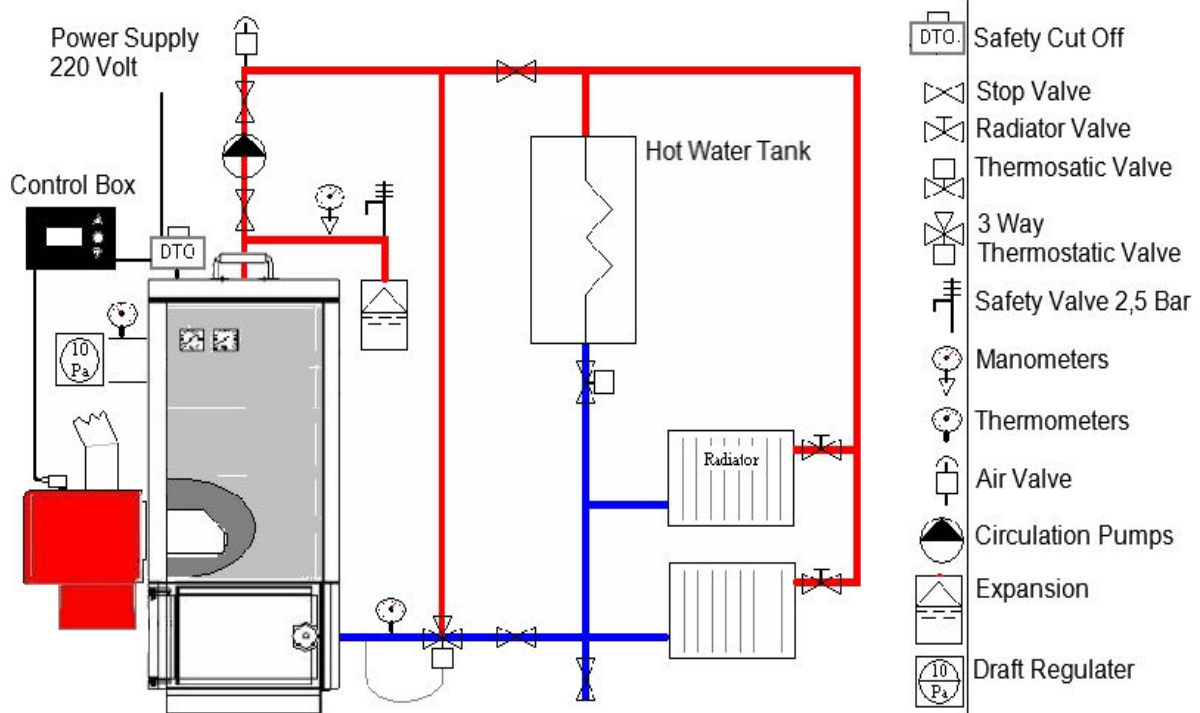 Power Supply
220 Volt
Control Box
DTO
10
Pa
Hot Water Tank
Radiator
DTO
Safety Cut Off
Stop Valve
Radiator Valve
Thermosatic Valve
3 Way
Thermostatic Valve
Safety Valve 2,5 Bar
Manometers
Thermometers
Air Valve
Circulation Pumps
Expansion
10
Pa
Draft Regulater